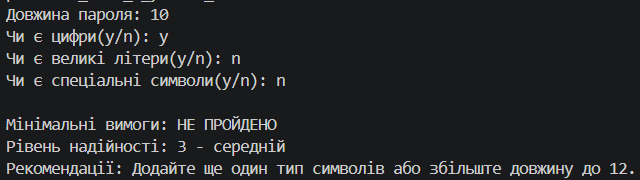 Довжина пароля: 10
Чи є цифри(y/n): y
Чи є великі літери(y/n): n
Чи є спеціальні символи(y/n): n
Мінімальні вимоги: НЕ ПРОЙДЕНО
Рівень надійності: 3 - середній
Рекомендації: Додайте ще один тип символів або збільште довжину до 12.